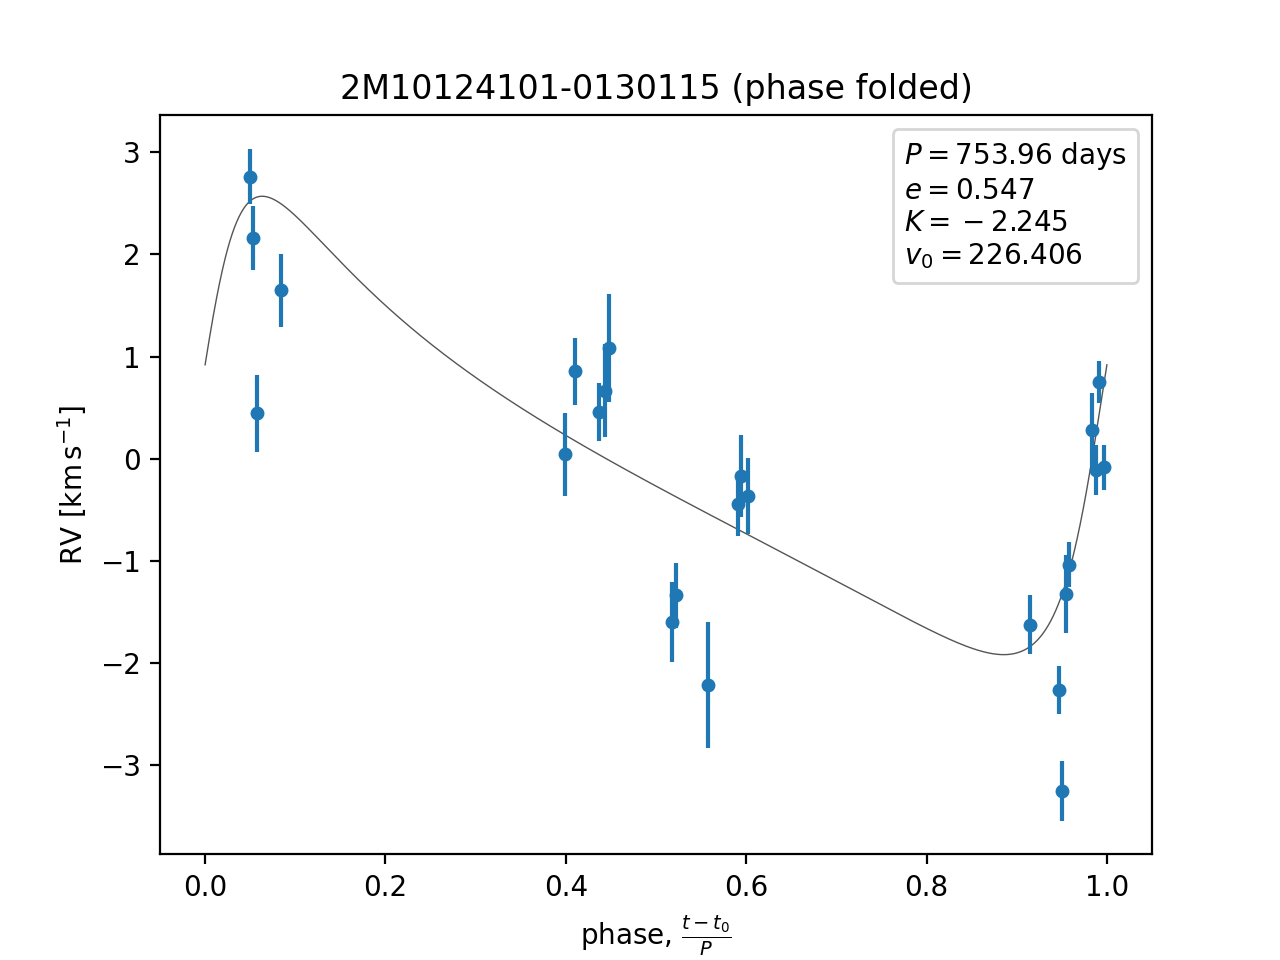 2M10124101-0130115 (phase folded)
P = 753.96 days
e = 0.547
K = −2.245
v₀ = 226.406
3
2
1
0
−1
−2
−3
RV [km s⁻¹]
0.0 0.2 0.4 0.6 0.8 1.0
phase, (t − t₀)/P